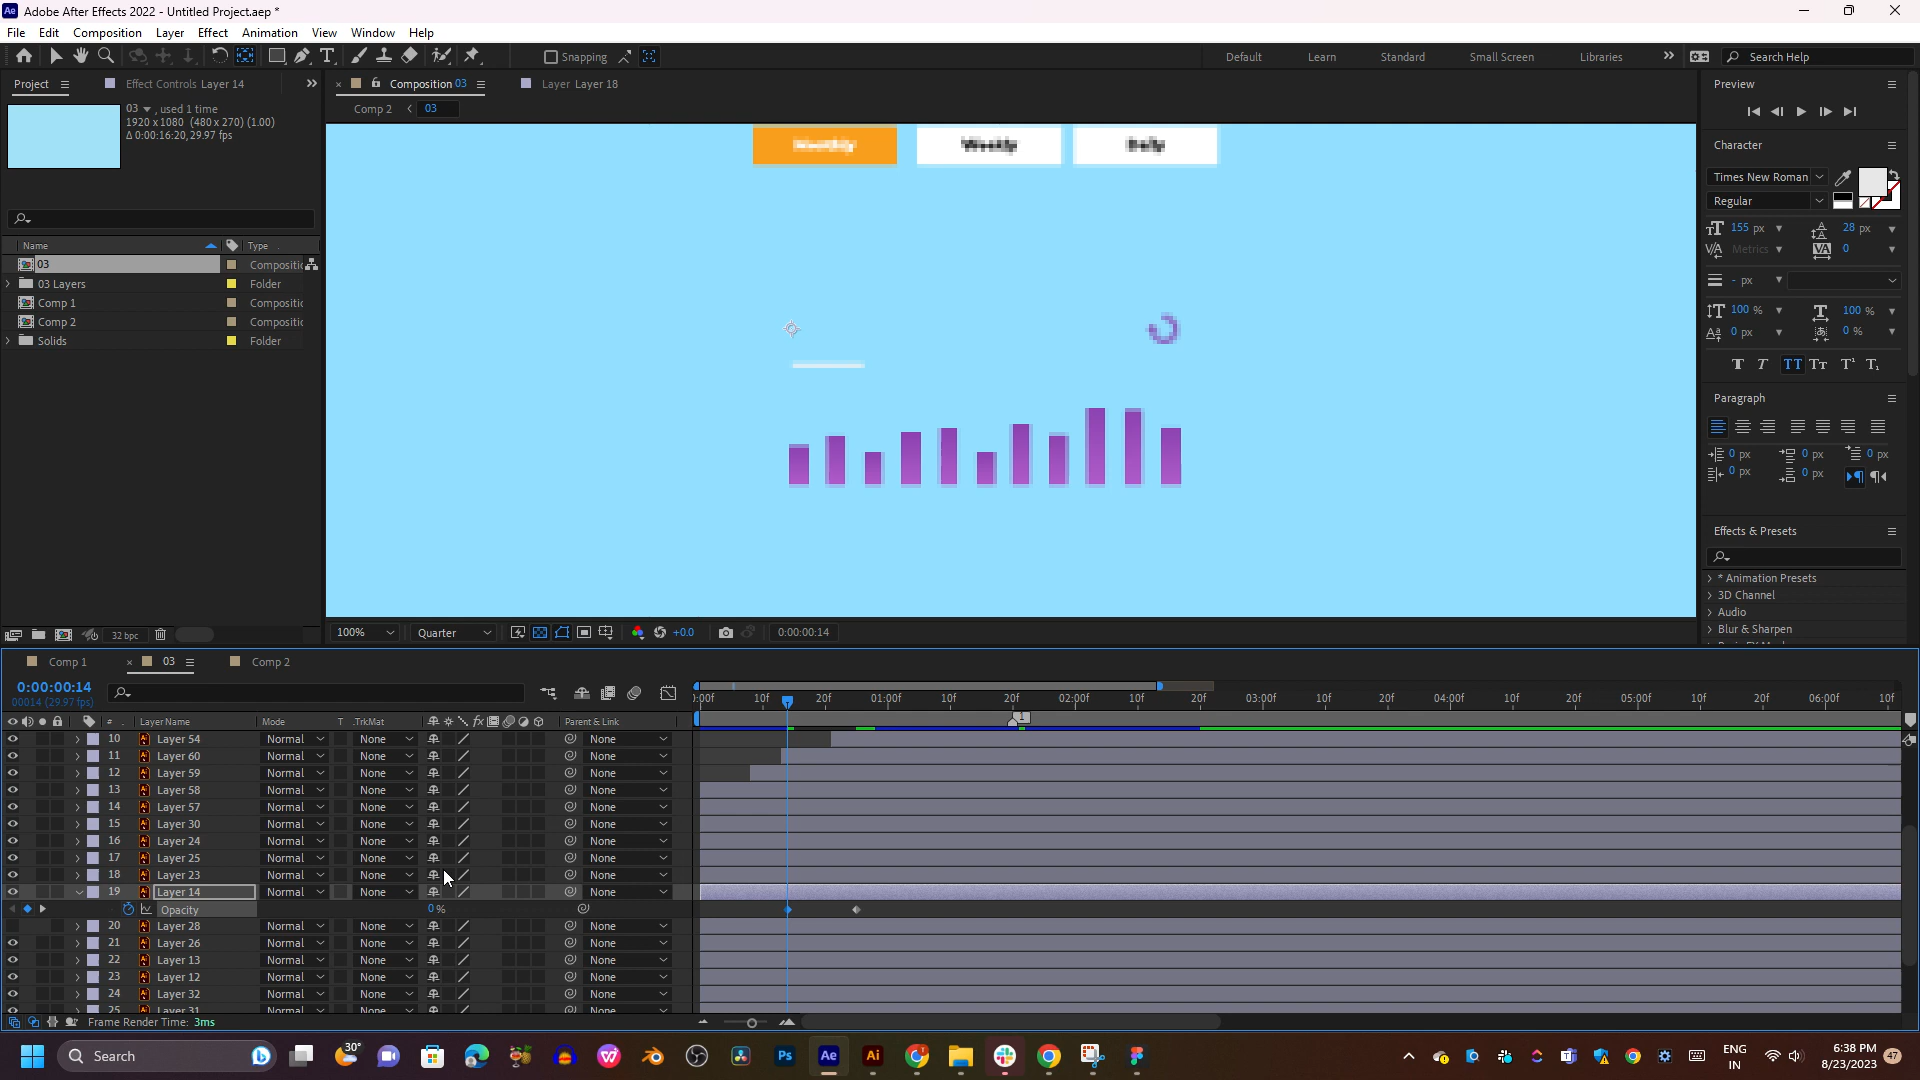 Adobe After Effects 2022 - Untitled Project.aep *
File Edit Composition Layer Effect Animation View Window Help
Snapping
Default Learn Standard Small Screen Libraries
Search Help
Project
Effect Controls Layer 14
Composition 03
Layer Layer 18
Comp 2 < 03
03 , used 1 time
1920 x 1080 (480 x 270) (1.00)
Δ 0:00:16:20, 29.97 fps
Name Type
03 Compositi
03 Layers Folder
Comp 1 Compositi
Comp 2 Compositi
Solids Folder
32 bpc
Monthly Weekly Daily
100% Quarter +0.0 0:00:00:14
Preview
Character
Times New Roman
Regular
155 px 28 px
Metrics 0
- px
100 % 100 %
0 px 0 %
Paragraph
0 px 0 px 0 px
0 px 0 px
Effects & Presets
* Animation Presets
3D Channel
Audio
Blur & Sharpen
Comp 1 03 Comp 2
0:00:00:14
00014 (29.97 fps)
:00f 10f 20f 01:00f 10f 20f 02:00f 10f 20f 03:00f 10f 20f 04:00f 10f 20f 05:00f 10f 20f 06:00f 10f
# Layer Name Mode T .TrkMat fx Parent & Link
1
10 Layer 54 Normal None None
11 Layer 60 Normal None None
12 Layer 59 Normal None None
13 Layer 58 Normal None None
14 Layer 57 Normal None None
15 Layer 30 Normal None None
16 Layer 24 Normal None None
17 Layer 25 Normal None None
18 Layer 23 Normal None None
19 Layer 14 Normal None None
Opacity 0 %
20 Layer 28 Normal None None
21 Layer 26 Normal None None
22 Layer 13 Normal None None
23 Layer 12 Normal None None
24 Layer 32 Normal None None
25 Layer 31 Normal None None
Frame Render Time: 3ms
Search
30°
ENG
IN
6:38 PM
8/23/2023
47